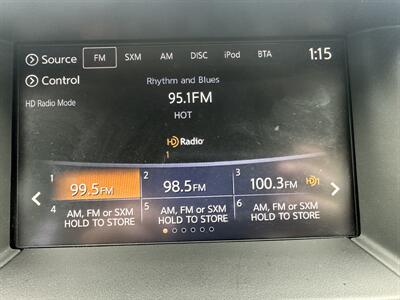 Source FM SXM AM DISC iPod BTA 1:15
Control
Rhythm and Blues
HD Radio Mode
95.1FM
HOT
HD Radio
1
1 99.5FM 2 98.5FM 3 100.3FM HD1
4 AM, FM or SXM HOLD TO STORE 5 AM, FM or SXM HOLD TO STORE 6 AM, FM or SXM HOLD TO STORE